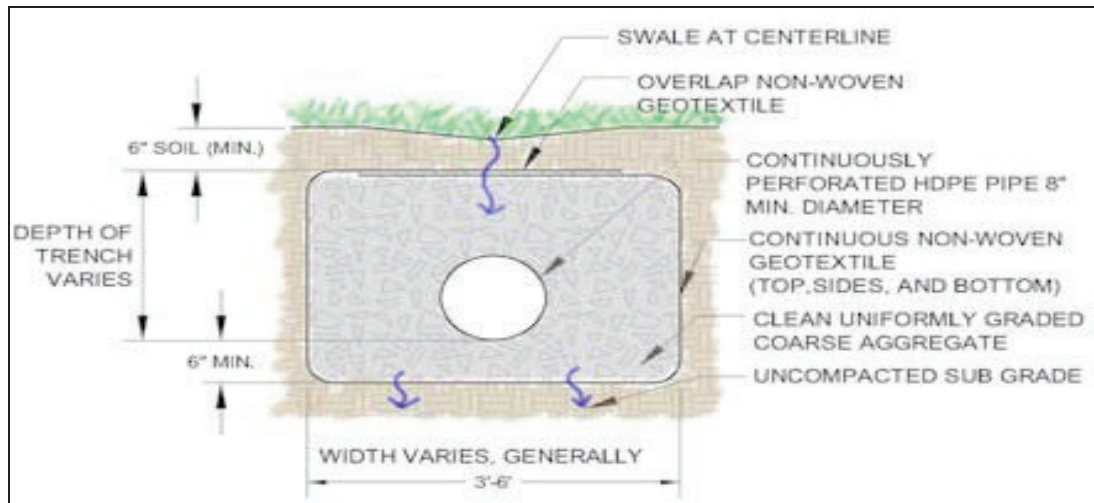 SWALE AT CENTERLINE
OVERLAP NON-WOVEN
GEOTEXTILE
6" SOIL (MIN.)
CONTINUOUSLY
PERFORATED HDPE PIPE 8"
MIN. DIAMETER
DEPTH OF
TRENCH
VARIES
CONTINUOUS NON-WOVEN
GEOTEXTILE
(TOP,SIDES, AND BOTTOM)
CLEAN UNIFORMLY GRADED
COARSE AGGREGATE
6" MIN.
UNCOMPACTED SUB GRADE
WIDTH VARIES, GENERALLY
3'-6'